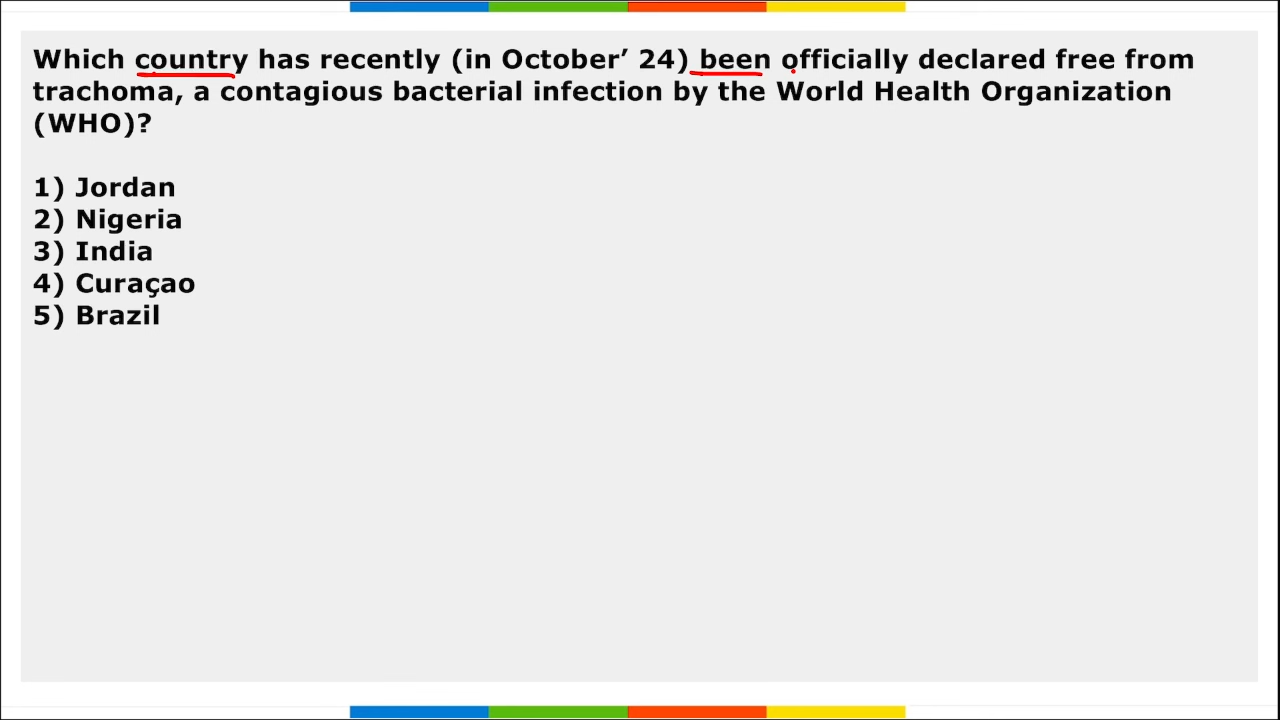 Which country has recently (in October’ 24) been officially declared free from
trachoma, a contagious bacterial infection by the World Health Organization
(WHO)?
1) Jordan
2) Nigeria
3) India
4) Curaçao
5) Brazil